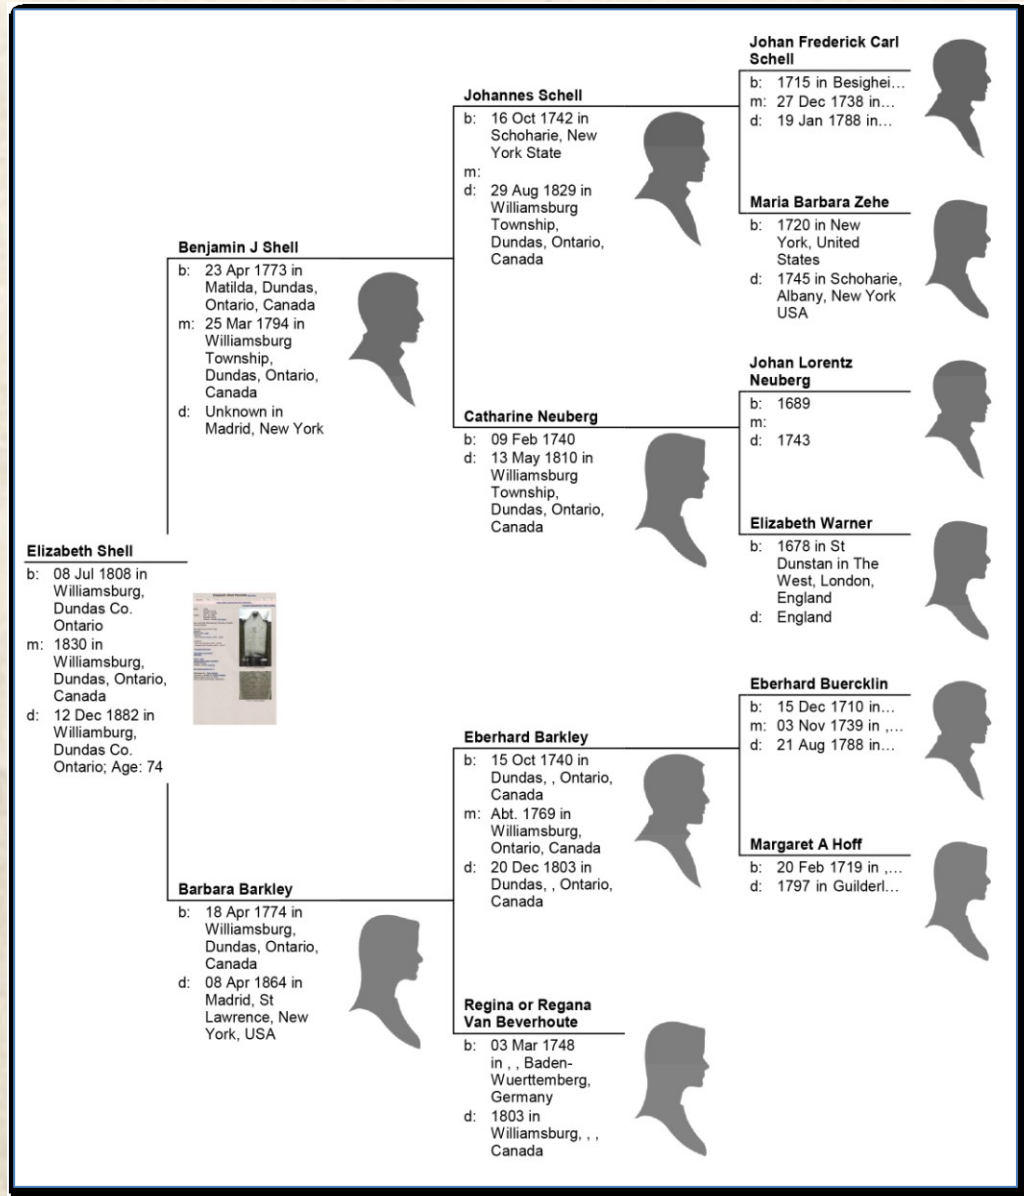 Johan Frederick Carl
Schell
b: 1715 in Besighei...
m: 27 Dec 1738 in...
d: 19 Jan 1788 in...
Johannes Schell
b: 16 Oct 1742 in
Schoharie, New
York State
m:
d: 29 Aug 1829 in
Williamsburg
Township,
Dundas, Ontario,
Canada
Maria Barbara Zehe
b: 1720 in New
York, United
States
d: 1745 in Schoharie,
Albany, New York
USA
Benjamin J Shell
b: 23 Apr 1773 in
Matilda, Dundas,
Ontario, Canada
m: 25 Mar 1794 in
Williamsburg
Township,
Dundas, Ontario,
Canada
d: Unknown in
Madrid, New York
Johan Lorentz
Neuberg
b: 1689
m:
d: 1743
Catharine Neuberg
b: 09 Feb 1740
d: 13 May 1810 in
Williamsburg
Township,
Dundas, Ontario,
Canada
Elizabeth Warner
b: 1678 in St
Dunstan in The
West, London,
England
d: England
Elizabeth Shell
b: 08 Jul 1808 in
Williamsburg,
Dundas Co.
Ontario
m: 1830 in
Williamsburg,
Dundas, Ontario,
Canada
d: 12 Dec 1882 in
Williamburg,
Dundas Co.
Ontario; Age: 74
Eberhard Buercklin
b: 15 Dec 1710 in...
m: 03 Nov 1739 in ,...
d: 21 Aug 1788 in...
Eberhard Barkley
b: 15 Oct 1740 in
Dundas, , Ontario,
Canada
m: Abt. 1769 in
Williamsburg,
Ontario, Canada
d: 20 Dec 1803 in
Dundas, , Ontario,
Canada
Margaret A Hoff
b: 20 Feb 1719 in ,...
d: 1797 in Guilderl...
Barbara Barkley
b: 18 Apr 1774 in
Williamsburg,
Dundas, Ontario,
Canada
d: 08 Apr 1864 in
Madrid, St
Lawrence, New
York, USA
Regina or Regana
Van Beverhoute
b: 03 Mar 1748
in , , Baden-
Wuerttemberg,
Germany
d: 1803 in
Williamsburg, , ,
Canada